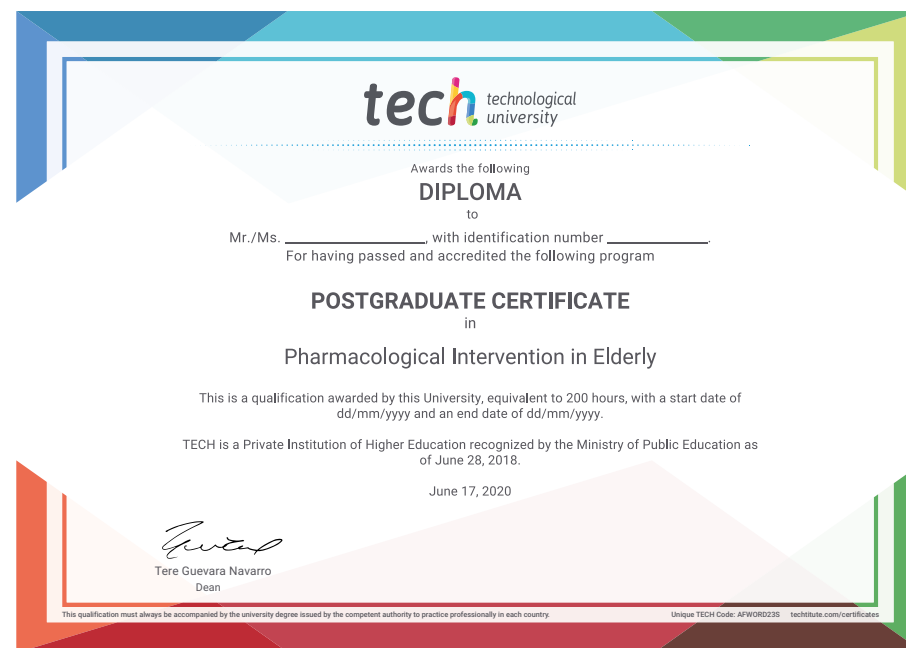 tech technological
university
Awards the following
DIPLOMA
to
Mr./Ms. ____________, with identification number ____________.
For having passed and accredited the following program
POSTGRADUATE CERTIFICATE
in
Pharmacological Intervention in Elderly
This is a qualification awarded by this University, equivalent to 200 hours, with a start date of
dd/mm/yyyy and an end date of dd/mm/yyyy.
TECH is a Private Institution of Higher Education recognized by the Ministry of Public Education as
of June 28, 2018.
June 17, 2020
Tere Guevara Navarro
Dean
This qualification must always be accompanied by the university degree issued by the competent authority to practice professionally in each country. Unique TECH Code: AFWORD23S techtitute.com/certificates